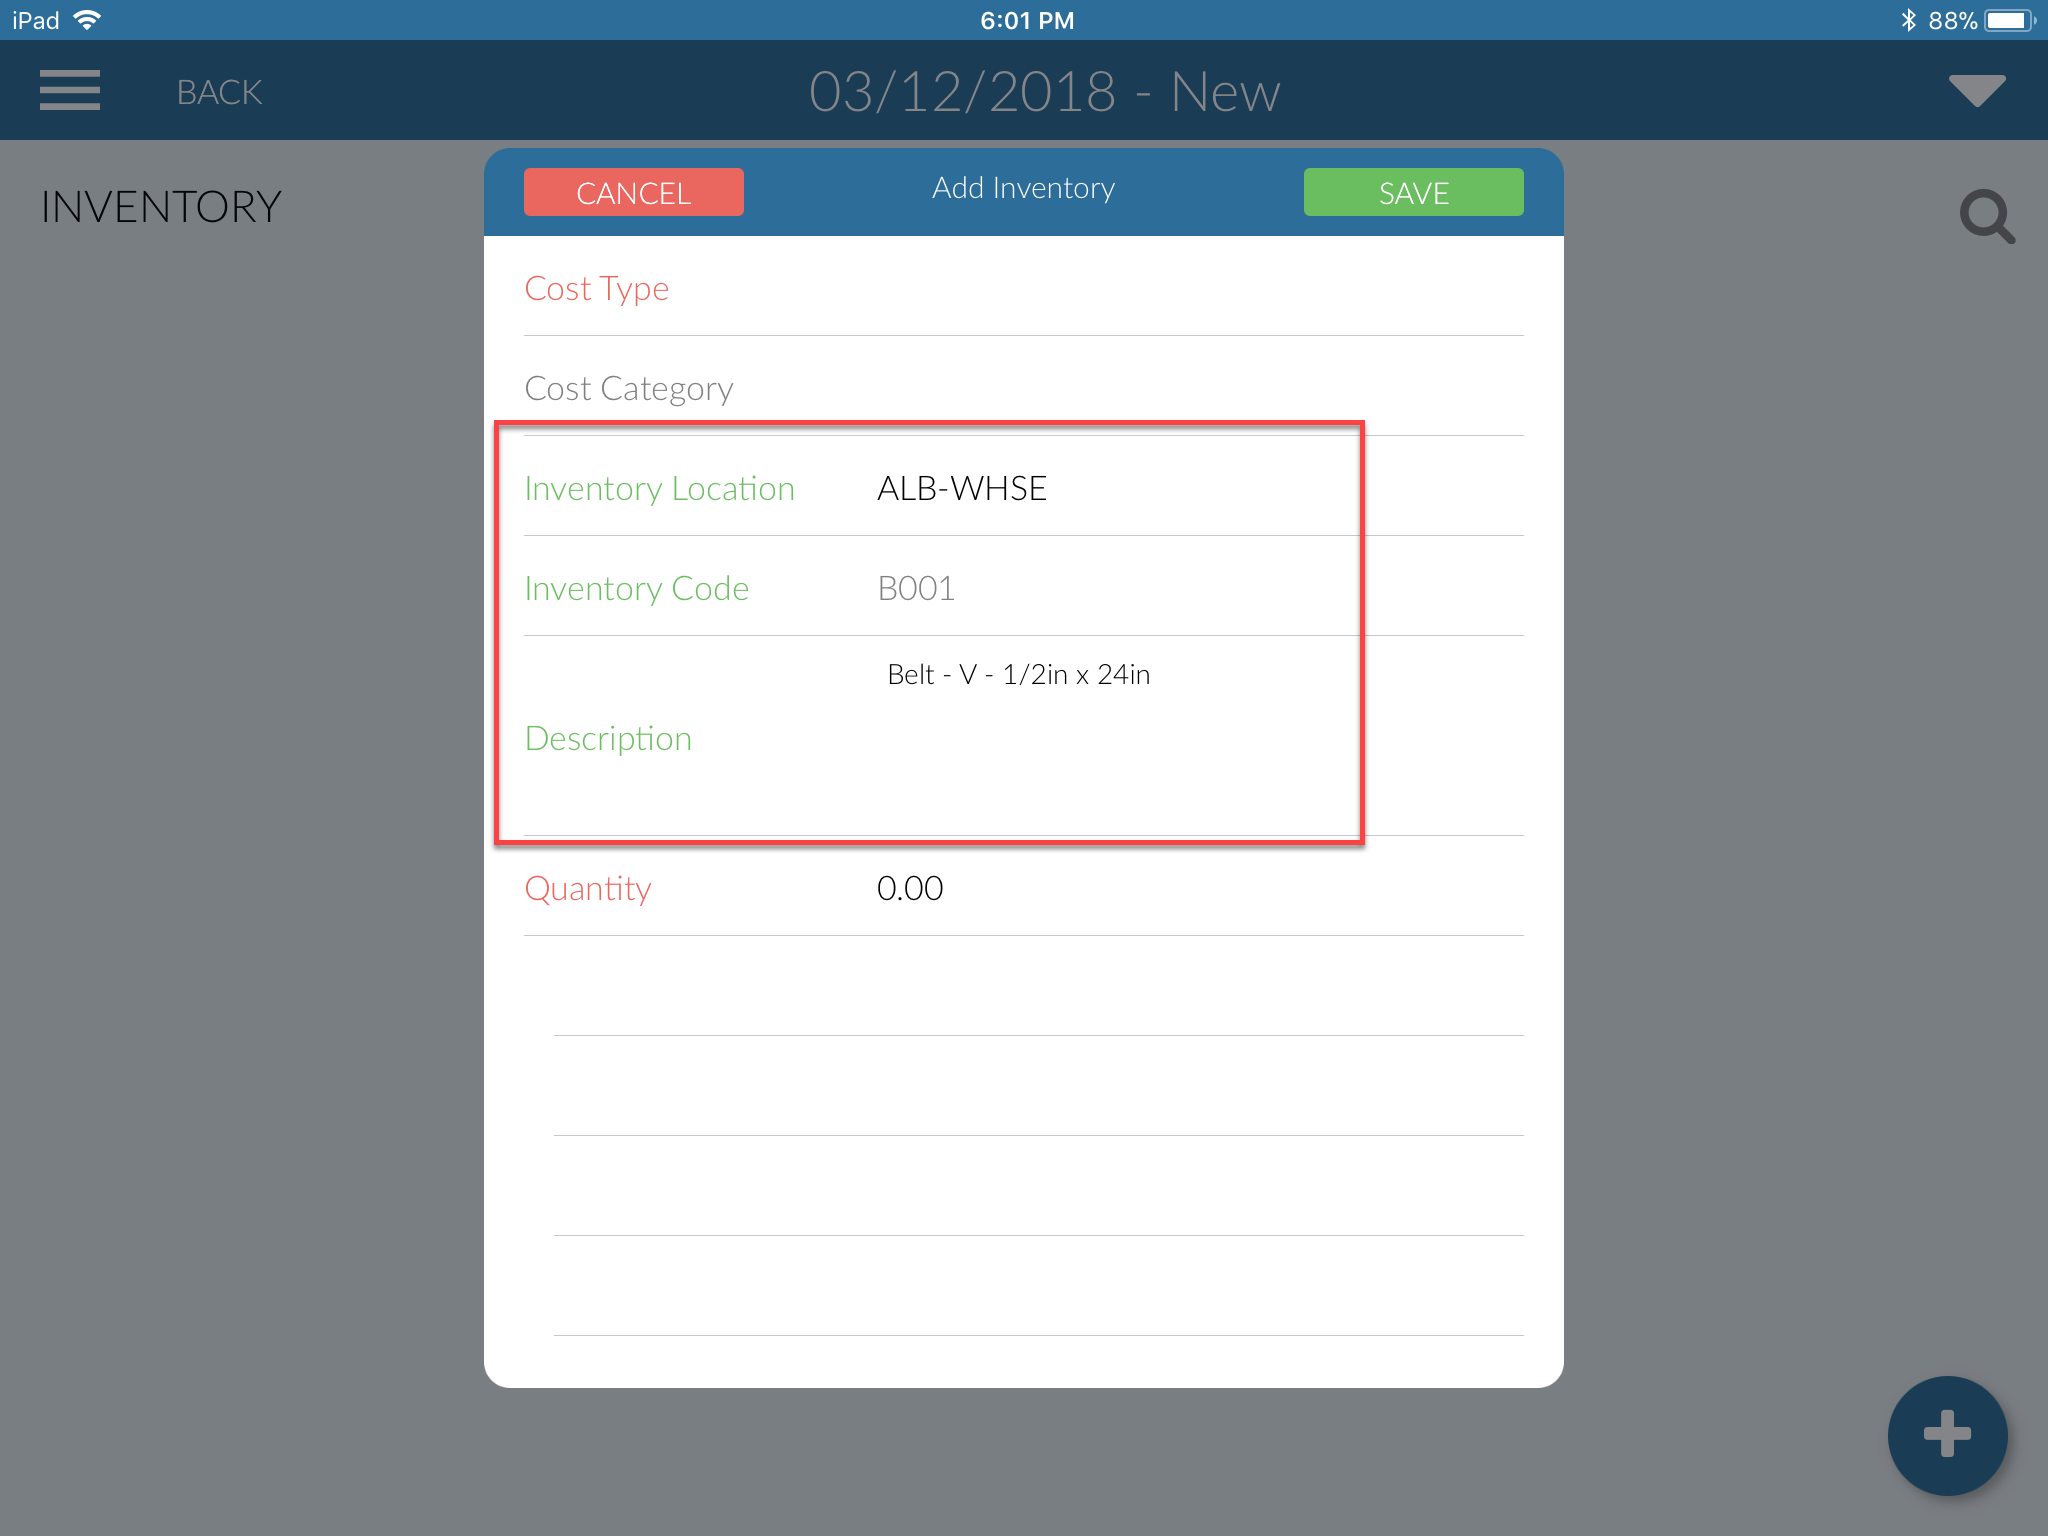 iPad 6:01 PM 88%
BACK 03/12/2018 - New
INVENTORY
CANCEL Add Inventory SAVE
Cost Type
Cost Category
Inventory Location ALB-WHSE
Inventory Code B001
Belt - V - 1/2in x 24in
Description
Quantity 0.00